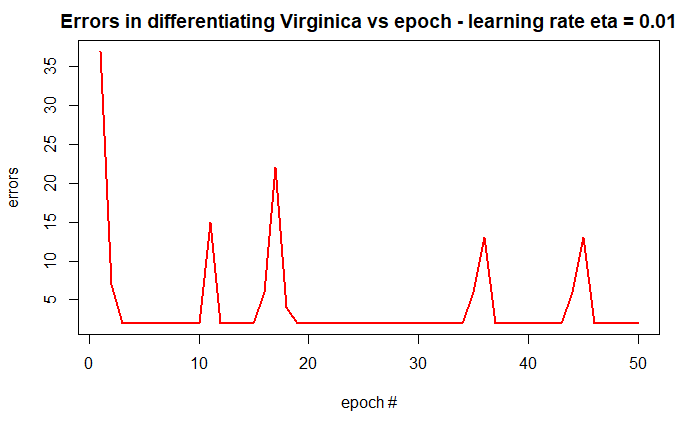 Errors in differentiating Virginica vs epoch - learning rate eta = 0.01
errors
35
30
25
20
15
10
5
0 10 20 30 40 50
epoch #